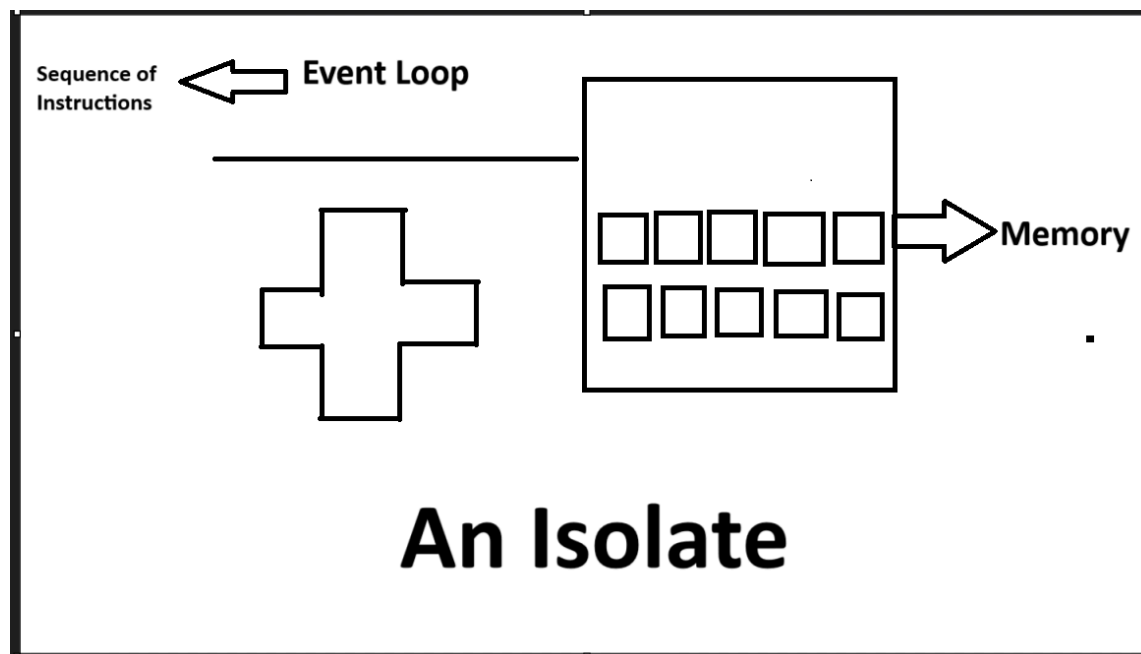 Sequence of
Instructions
Event Loop
Memory
An Isolate